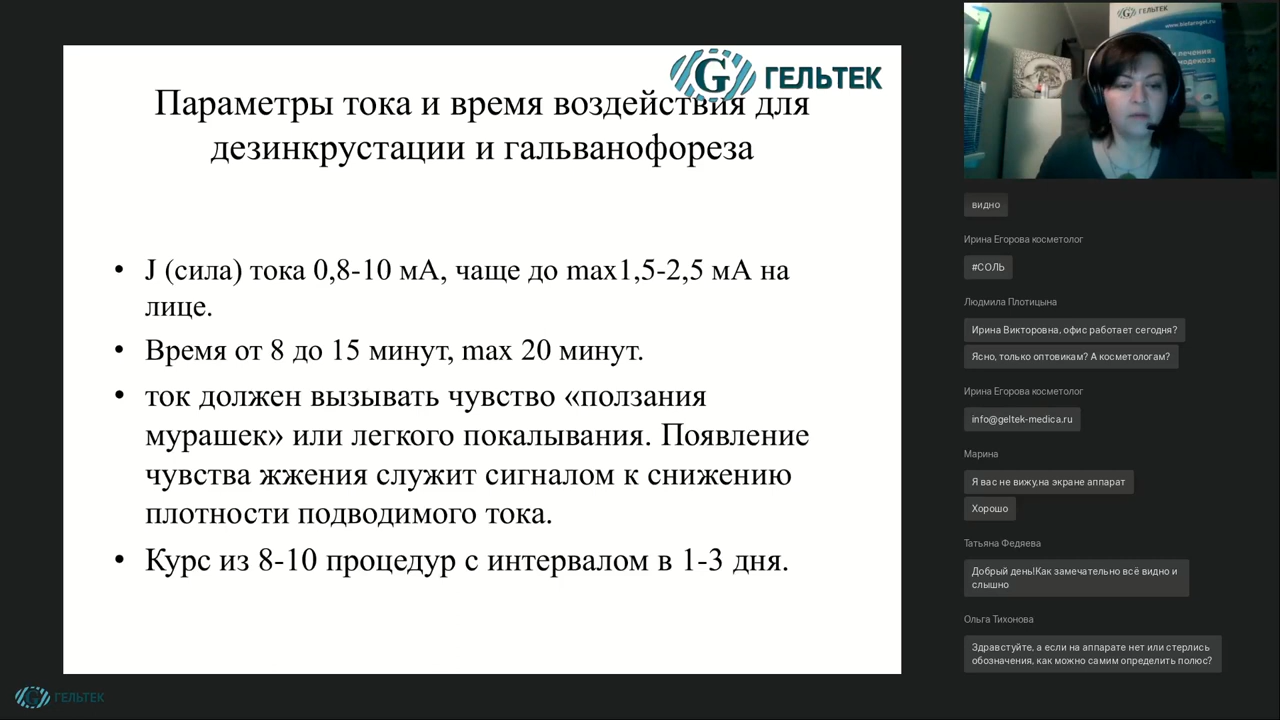 ГЕЛЬТЕК
Параметры тока и время воздействия для
дезинкрустации и гальванофореза
• J (сила) тока 0,8-10 мА, чаще до max1,5-2,5 мА на
лице.
• Время от 8 до 15 минут, max 20 минут.
• ток должен вызывать чувство «ползания
мурашек» или легкого покалывания. Появление
чувства жжения служит сигналом к снижению
плотности подводимого тока.
• Курс из 8-10 процедур с интервалом в 1-3 дня.
ГЕЛЬТЕК
ГЕЛЬТЕК
видно
Ирина Егорова косметолог
#СОЛЬ
Людмила Плотицына
Ирина Викторовна, офис работает сегодня?
Ясно, только оптовикам? А косметологам?
Ирина Егорова косметолог
info@geltek-medica.ru
Марина
Я вас не вижу,на экране аппарат
Хорошо
Татьяна Федяева
Добрый день!Как замечательно всё видно и
слышно
Ольга Тихонова
Здравстуйте, а если на аппарате нет или стерлись
обозначения, как можно самим определить полюс?